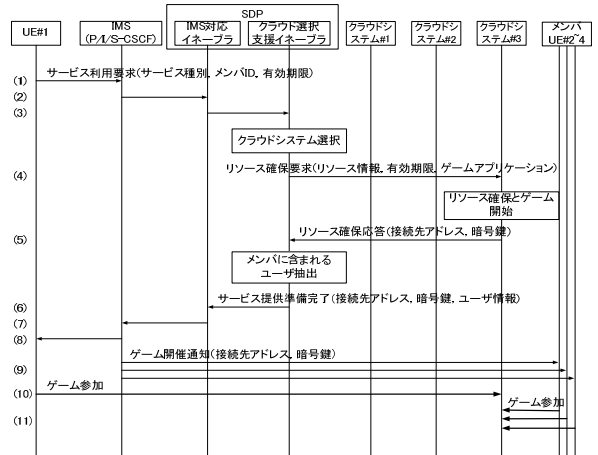 SDP
UE#1
IMS
(P/I/S-CSCF)
IMS対応
イネーブラ
クラウド選択
支援イネーブラ
クラウドシ
ステム#1
クラウドシ
ステム#2
クラウドシ
ステム#3
メンバ
UE#2~4
(1)
サービス利用要求(サービス種別, メンバID, 有効期限)
(2)
(3)
クラウドシステム選択
(4)
リソース確保要求(リソース情報, 有効期限, ゲームアプリケーション)
リソース確保とゲーム
開始
(5)
リソース確保応答(接続先アドレス, 暗号鍵)
メンバに含まれる
ユーザ抽出
(6)
サービス提供準備完了(接続先アドレス, 暗号鍵, ユーザ情報)
(7)
(8)
ゲーム開催通知(接続先アドレス, 暗号鍵)
(9)
(10)
ゲーム参加
ゲーム参加
(11)